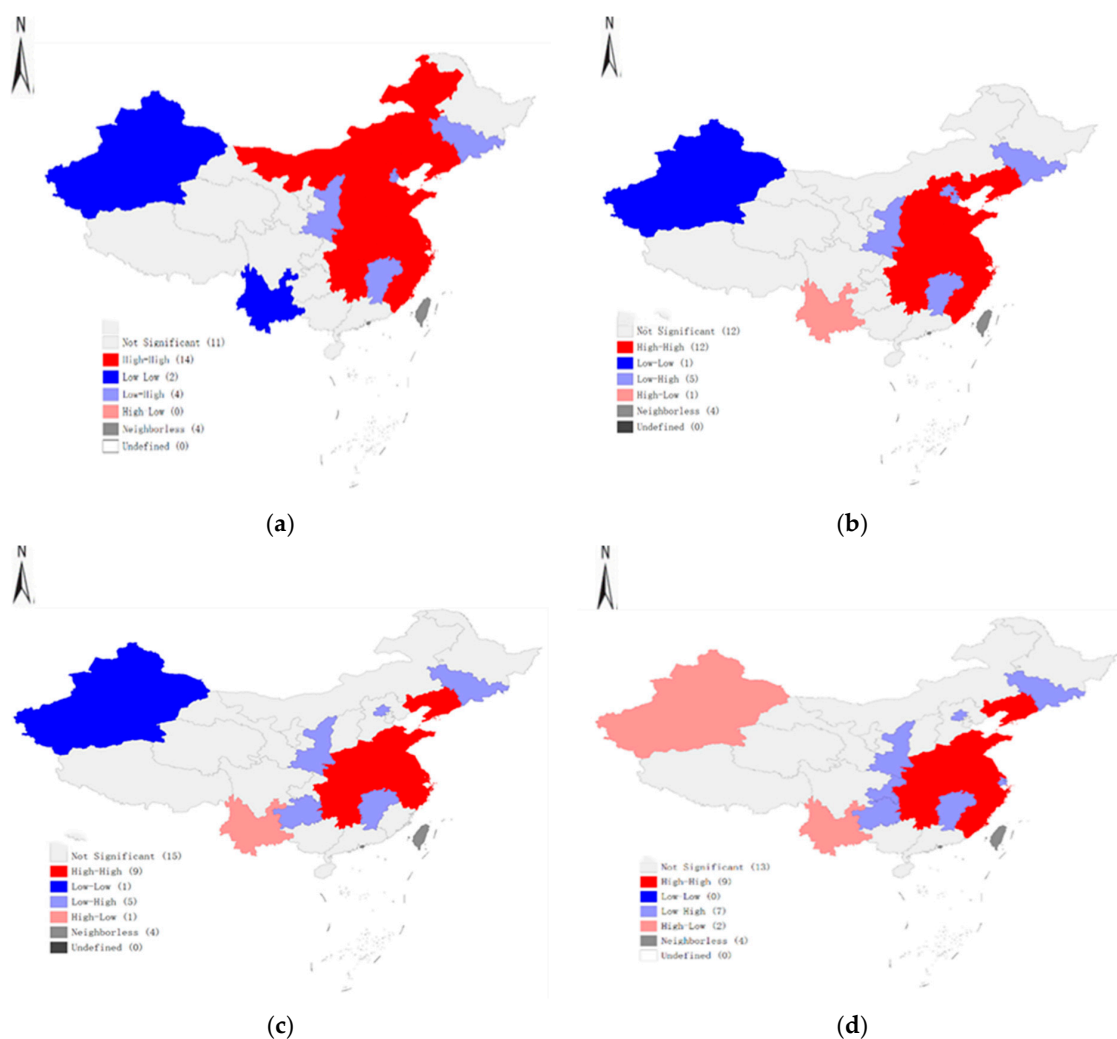 N
N
Not Significant (11)
High-High (14)
Low Low (2)
Low-High (4)
High Low (0)
Neighborless (4)
Undefined (0)
Not Significant (12)
High-High (12)
Low-Low (1)
Low-High (5)
High-Low (1)
Neighborless (4)
Undefined (0)
(a)
(b)
N
N
Not Significant (15)
High-High (9)
Low-Low (1)
Low-High (5)
High-Low (1)
Neighborless (4)
Undefined (0)
Not Significant (13)
High-High (9)
Low-Low (0)
Low-High (7)
High-Low (2)
Neighborless (4)
Undefined (0)
(c)
(d)